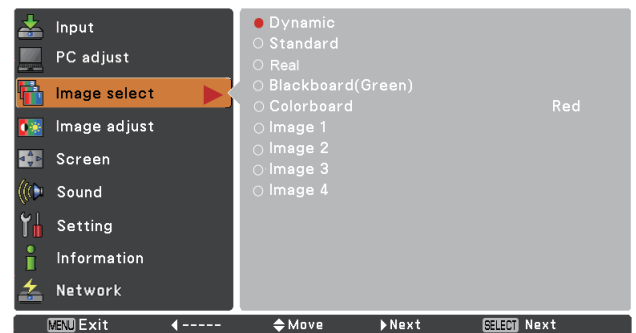 Input
PC adjust
Image select
Image adjust
Screen
Sound
Setting
Information
Network
Dynamic
Standard
Real
Blackboard(Green)
Colorboard Red
Image 1
Image 2
Image 3
Image 4
MENU Exit ◀ ----- Move ▶Next SELECT Next